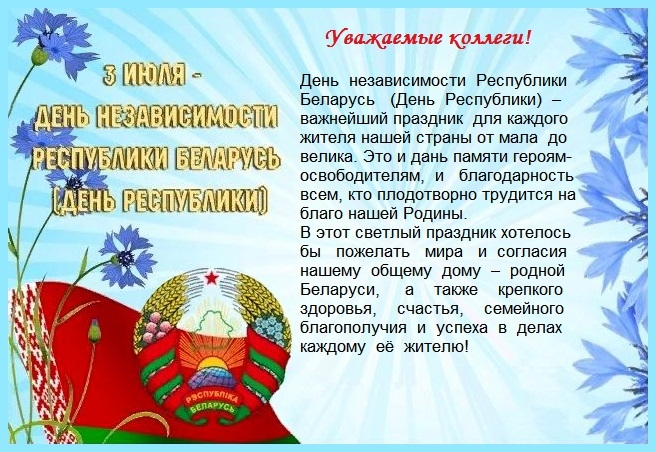 3 ИЮЛЯ -
ДЕНЬ НЕЗАВИСИМОСТИ
РЕСПУБЛИКИ БЕЛАРУСЬ
(ДЕНЬ РЕСПУБЛИКИ)
РЭСПУБЛІКА
БЕЛАРУСЬ
Уважаемые коллеги!
День независимости Республики
Беларусь (День Республики) –
важнейший праздник для каждого
жителя нашей страны от мала до
велика. Это и дань памяти героям-
освободителям, и благодарность
всем, кто плодотворно трудится на
благо нашей Родины.
В этот светлый праздник хотелось
бы пожелать мира и согласия
нашему общему дому – родной
Беларуси, а также крепкого
здоровья, счастья, семейного
благополучия и успеха в делах
каждому её жителю!